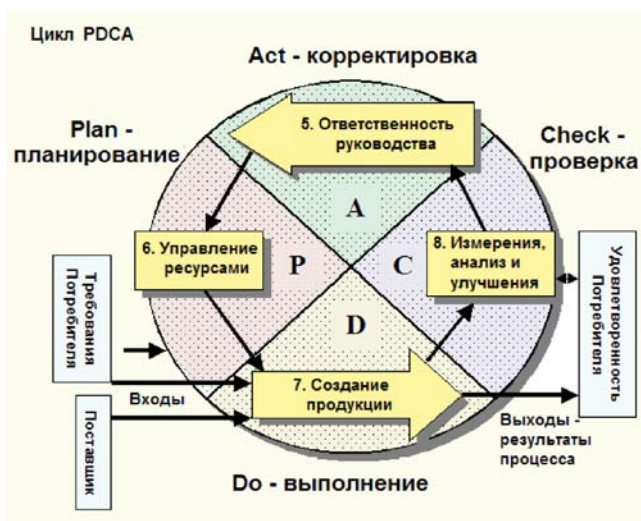 Цикл PDCA
Act - корректировка
Plan -
планирование
5. Ответственность
руководства
Check -
проверка
A
6. Управление
ресурсами
P
C
8. Измерения,
анализ и
улучшения
Требования
Потребителя
Удовлетворенность
Потребителя
D
7. Создание
продукции
Входы
Поставщик
Выходы -
результаты
процесса
Do - выполнение